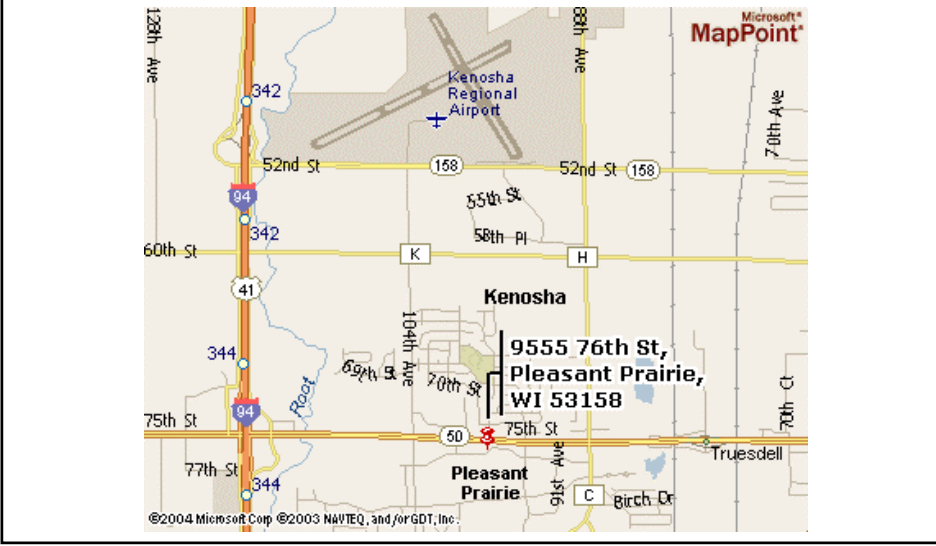 Microsoft®
MapPoint®
128th Ave
88th Ave
342
Kenosha
Regional
Airport
70th Ave
52nd St
158
52nd St
158
94
55th St
58th Pl
342
60th St
K
H
41
Kenosha
104th Ave
344
69th St
70th St
9555 76th St,
Pleasant Prairie,
WI 53158
Root
70th Ct
94
75th St
50
75th St
Truesdell
77th St
Pleasant
Prairie
91st Ave
344
C
Birch Dr
©2004 Microsoft Corp ©2003 NAVTEQ, and/or GDT, Inc.